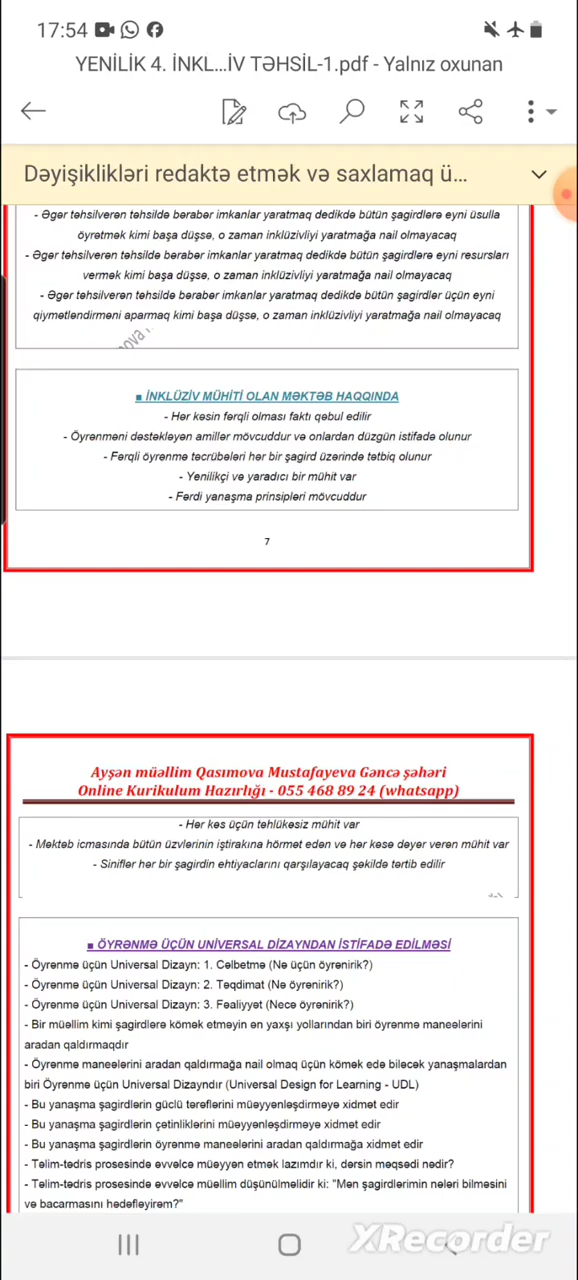 17:54
YENİLİK 4. İNKL...İV TƏHSİL-1.pdf - Yalnız oxunan
Dəyişiklikləri redaktə etmək və saxlamaq ü...
- Əgər təhsilverən təhsildə bərabər imkanlar yaratmaq dedikdə bütün şagirdlərə eyni üsulla
öyrətmək kimi başa düşsə, o zaman inklüzivliyi yaratmağa nail olmayacaq
- Əgər təhsilverən təhsildə bərabər imkanlar yaratmaq dedikdə bütün şagirdlərə eyni resursları
vermək kimi başa düşsə, o zaman inklüzivliyi yaratmağa nail olmayacaq
- Əgər təhsilverən təhsildə bərabər imkanlar yaratmaq dedikdə bütün şagirdlər üçün eyni
qiymətləndirməni aparmaq kimi başa düşsə, o zaman inklüzivliyi yaratmağa nail olmayacaq
■ İNKLÜZİV MÜHİTİ OLAN MƏKTƏB HAQQINDA
- Hər kəsin fərqli olması faktı qəbul edilir
- Öyrənməni dəstəkləyən amillər mövcuddur və onlardan düzgün istifadə olunur
- Fərqli öyrənmə təcrübələri hər bir şagird üzərində tətbiq olunur
- Yenilikçi və yaradıcı bir mühit var
- Fərdi yanaşma prinsipləri mövcuddur
7
Ayşən müəllim Qasımova Mustafayeva Gəncə şəhəri
Online Kurikulum Hazırlığı - 055 468 89 24 (whatsapp)
- Hər kəs üçün təhlükəsiz mühit var
- Məktəb icmasında bütün üzvlərinin iştirakına hörmət edən və hər kəsə dəyər verən mühit var
- Siniflər hər bir şagirdin ehtiyaclarını qarşılayacaq şəkildə tərtib edilir
■ ÖYRƏNMƏ ÜÇÜN UNİVERSAL DİZAYNDAN İSTİFADƏ EDİLMƏSİ
- Öyrənmə üçün Universal Dizayn: 1. Cəlbetmə (Nə üçün öyrənirik?)
- Öyrənmə üçün Universal Dizayn: 2. Təqdimat (Nə öyrənirik?)
- Öyrənmə üçün Universal Dizayn: 3. Fəaliyyət (Necə öyrənirik?)
- Bir müəllim kimi şagirdlərə kömək etməyin ən yaxşı yollarından biri öyrənmə maneələrini
aradan qaldırmaqdır
- Öyrənmə maneələrini aradan qaldırmağa nail olmaq üçün kömək edə biləcək yanaşmalardan
biri Öyrənmə üçün Universal Dizayndır (Universal Design for Learning - UDL)
- Bu yanaşma şagirdlərin güclü tərəflərini müəyyənləşdirməyə xidmət edir
- Bu yanaşma şagirdlərin çətinliklərini müəyyənləşdirməyə xidmət edir
- Bu yanaşma şagirdlərin öyrənmə maneələrini aradan qaldırmağa xidmət edir
- Təlim-tədris prosesində əvvəlcə müəyyən etmək lazımdır ki, dərsin məqsədi nədir?
- Təlim-tədris prosesində əvvəlcə müəllim düşünülməlidir ki: "Mən şagirdlərimin nələri bilməsini
və bacarmasını hədəfləyirəm?"
XRecorder